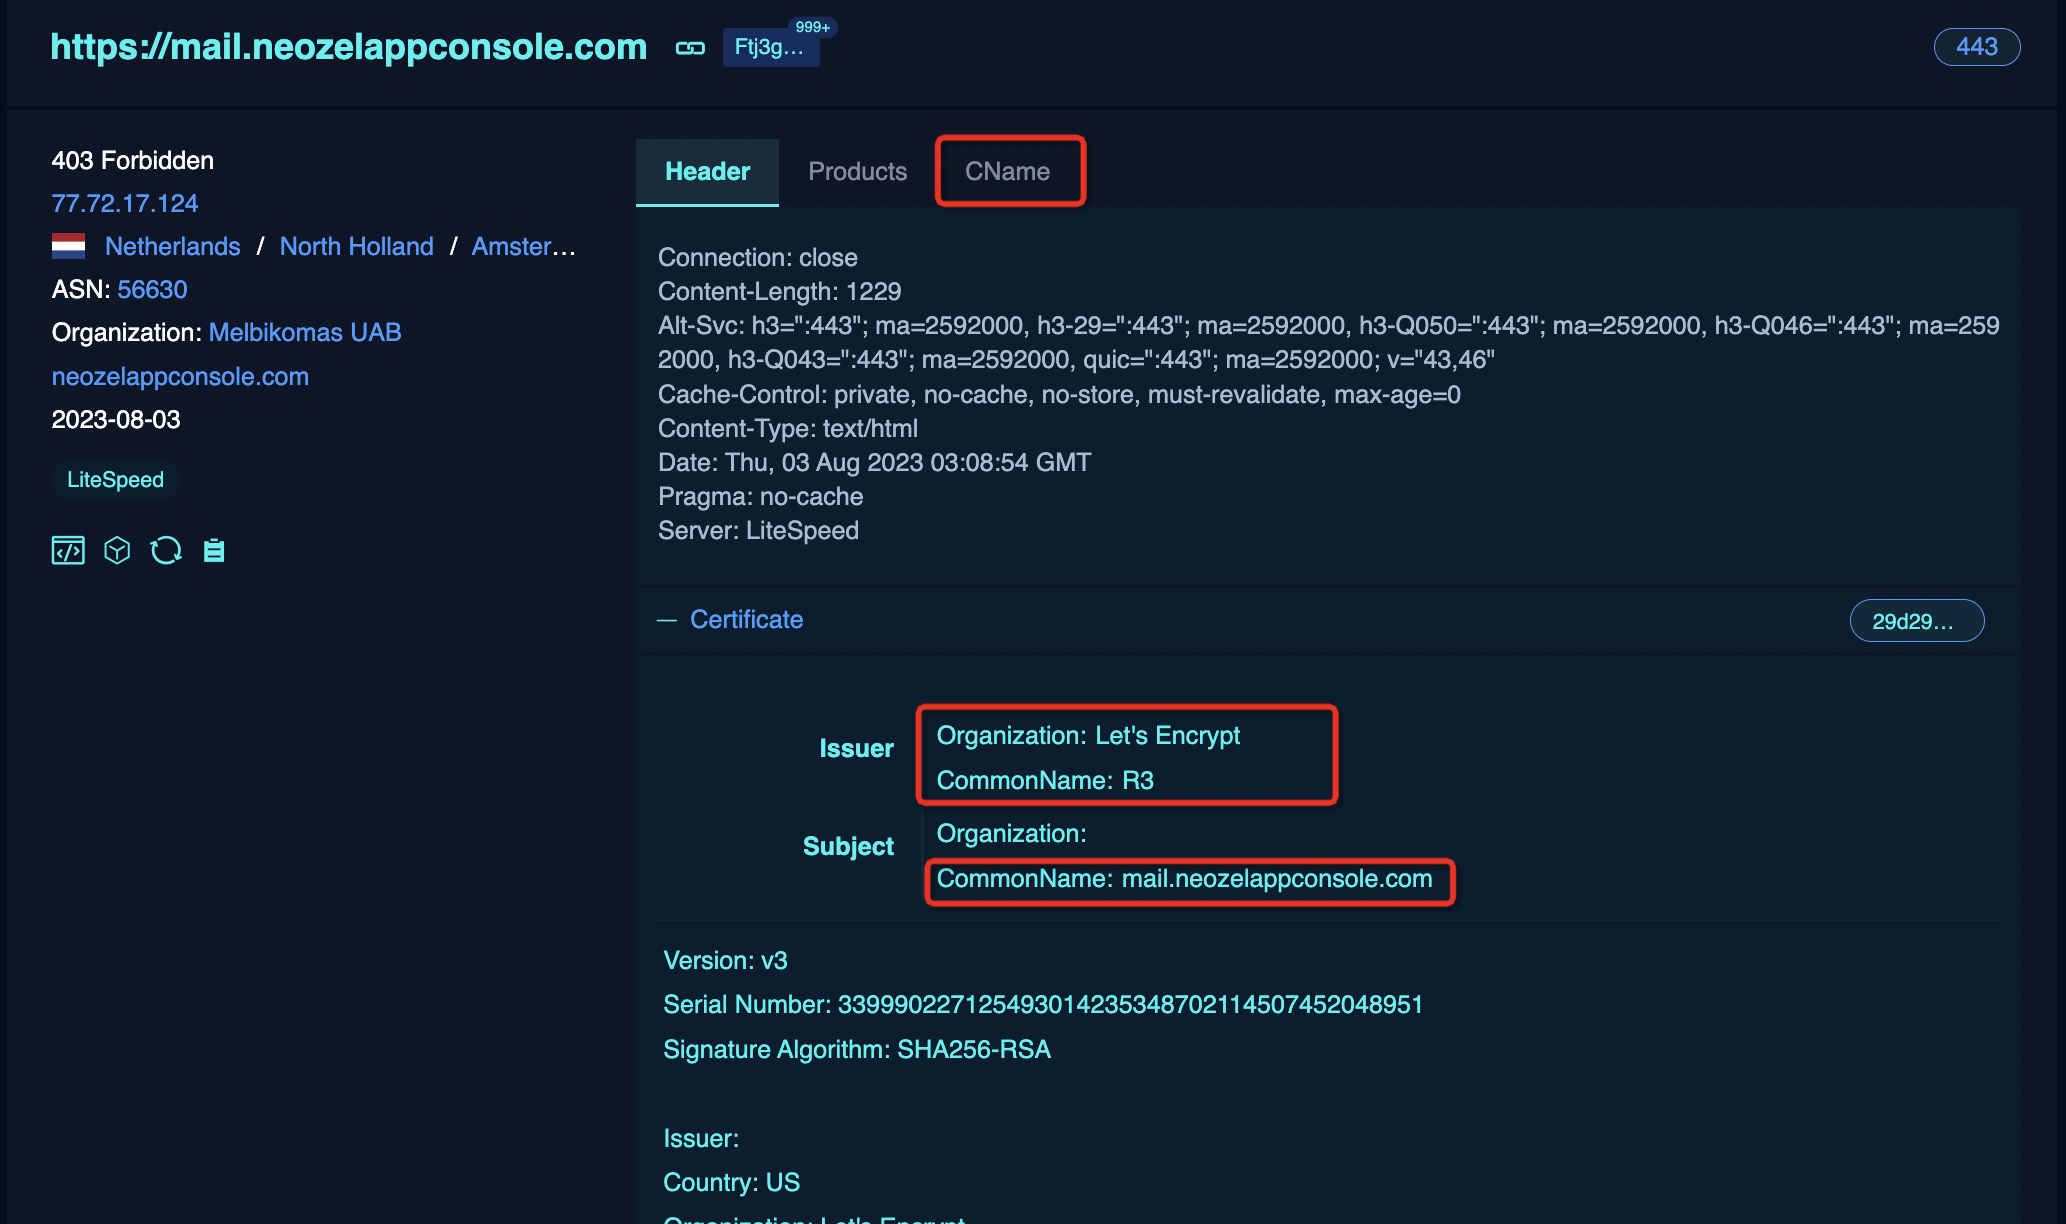 https://mail.neozelappconsole.com
Ftj3g...
999+
443
403 Forbidden
77.72.17.124
Netherlands / North Holland / Amster...
ASN: 56630
Organization: Melbikomas UAB
neozelappconsole.com
2023-08-03
LiteSpeed
Header Products CName
Connection: close
Content-Length: 1229
Alt-Svc: h3=":443"; ma=2592000, h3-29=":443"; ma=2592000, h3-Q050=":443"; ma=2592000, h3-Q046=":443"; ma=259
2000, h3-Q043=":443"; ma=2592000, quic=":443"; ma=2592000; v="43,46"
Cache-Control: private, no-cache, no-store, must-revalidate, max-age=0
Content-Type: text/html
Date: Thu, 03 Aug 2023 03:08:54 GMT
Pragma: no-cache
Server: LiteSpeed
— Certificate
29d29...
Issuer
Organization: Let's Encrypt
CommonName: R3
Subject
Organization:
CommonName: mail.neozelappconsole.com
Version: v3
Serial Number: 339990227125493014235348702114507452048951
Signature Algorithm: SHA256-RSA
Issuer:
Country: US
Organization: Let's Encrypt